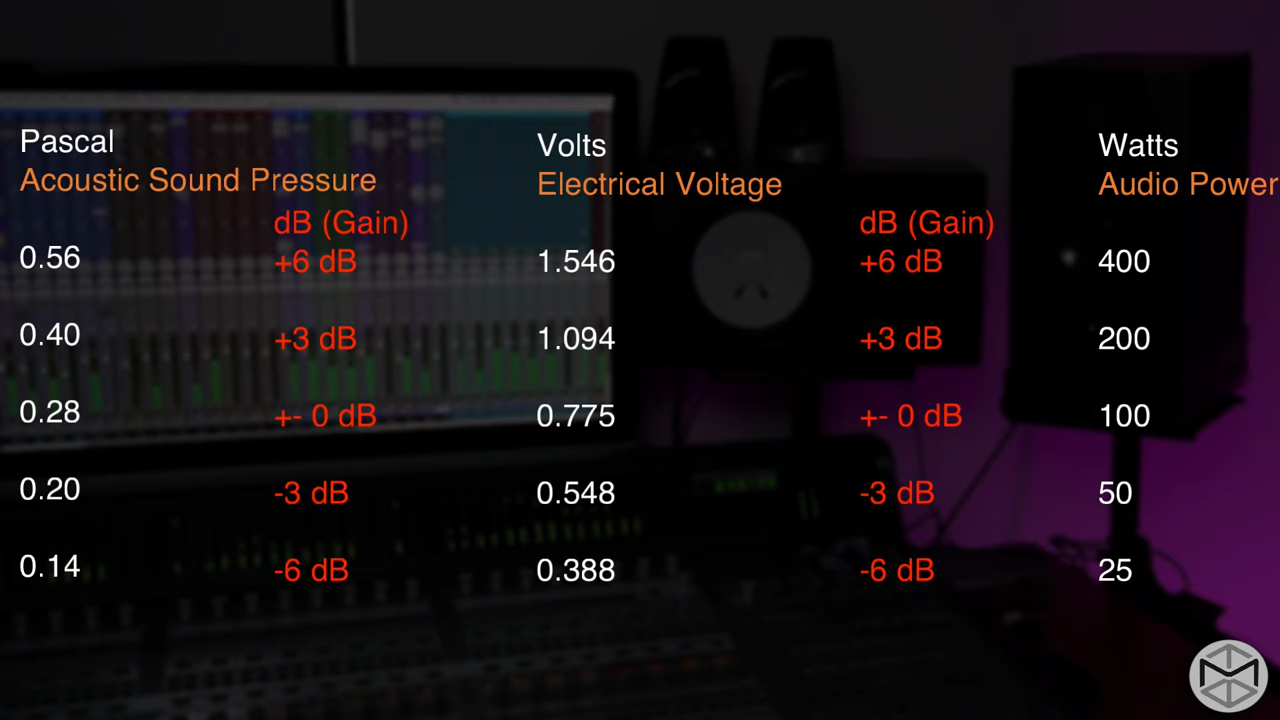 Pascal Volts Watts
Acoustic Sound Pressure Electrical Voltage Audio Power
dB (Gain) dB (Gain)
0.56 +6 dB 1.546 +6 dB 400
0.40 +3 dB 1.094 +3 dB 200
0.28 +- 0 dB 0.775 +- 0 dB 100
0.20 -3 dB 0.548 -3 dB 50
0.14 -6 dB 0.388 -6 dB 25